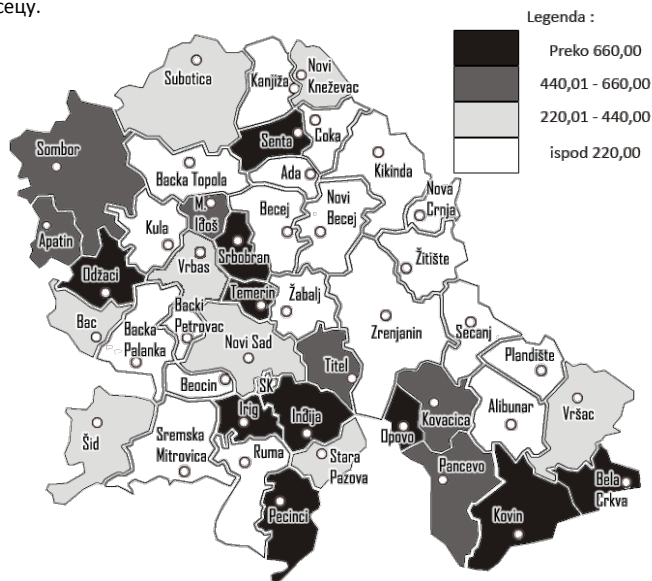 сецу.
Legenda :
Preko 660,00
440,01 - 660,00
220,01 - 440,00
ispod 220,00
Subotica
Kanjiža
Novi
Kneževac
Senta
Coka
Sombor
Backa Topola
Ada
Kikinda
M.
Iđoš
Becej
Novi
Becej
Nova
Crnja
Apatin
Kula
Srbobran
Vrbas
Žitište
Odžaci
Temerin
Žabalj
Bac
Backa
Palanka
Backi
Petrovac
Novi Sad
Zrenjanin
Secanj
Titel
Plandište
Beocin
SK
Irig
Inđija
Opovo
Kovacica
Alibunar
Vršac
Šid
Sremska
Mitrovica
Ruma
Stara
Pazova
Pancevo
Bela
Crkva
Pecinci
Kovin